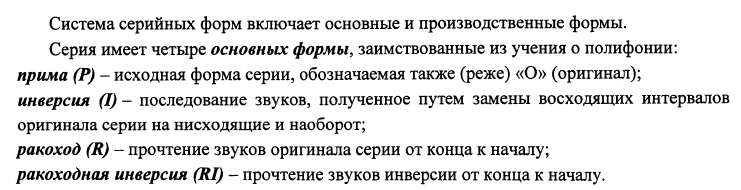 Система серийных форм включает основные и производственные формы.
Серия имеет четыре основных формы, заимствованные из учения о полифонии:
прима (P) – исходная форма серии, обозначаемая также (реже) «О» (оригинал);
инверсия (I) – последование звуков, полученное путем замены восходящих интервалов
оригинала серии на нисходящие и наоборот;
ракоход (R) – прочтение звуков оригинала серии от конца к началу;
ракоходная инверсия (RI) – прочтение звуков инверсии от конца к началу.